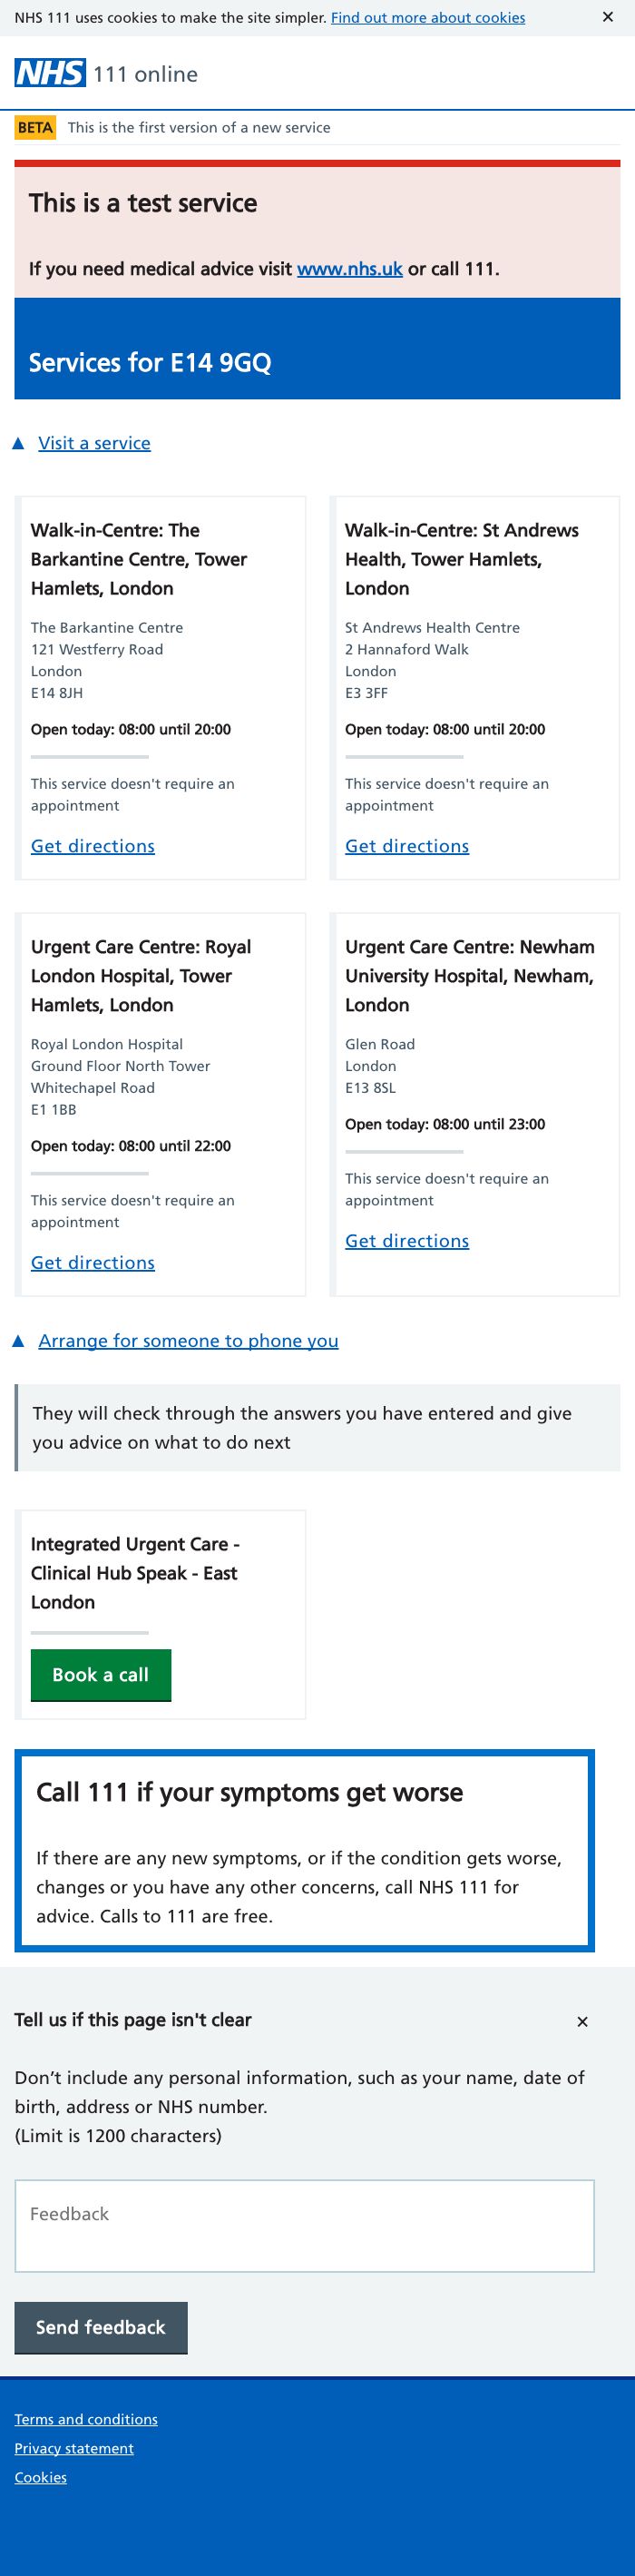 NHS 111 uses cookies to make the site simpler. Find out more about cookies ✕
NHS 111 online
BETA This is the first version of a new service
This is a test service
If you need medical advice visit www.nhs.uk or call 111.
Services for E14 9GQ
▲ Visit a service
Walk-in-Centre: The
Barkantine Centre, Tower
Hamlets, London
The Barkantine Centre
121 Westferry Road
London
E14 8JH
Open today: 08:00 until 20:00
This service doesn't require an
appointment
Get directions
Walk-in-Centre: St Andrews
Health, Tower Hamlets,
London
St Andrews Health Centre
2 Hannaford Walk
London
E3 3FF
Open today: 08:00 until 20:00
This service doesn't require an
appointment
Get directions
Urgent Care Centre: Royal
London Hospital, Tower
Hamlets, London
Royal London Hospital
Ground Floor North Tower
Whitechapel Road
E1 1BB
Open today: 08:00 until 22:00
This service doesn't require an
appointment
Get directions
Urgent Care Centre: Newham
University Hospital, Newham,
London
Glen Road
London
E13 8SL
Open today: 08:00 until 23:00
This service doesn't require an
appointment
Get directions
▲ Arrange for someone to phone you
They will check through the answers you have entered and give
you advice on what to do next
Integrated Urgent Care -
Clinical Hub Speak - East
London
Book a call
Call 111 if your symptoms get worse
If there are any new symptoms, or if the condition gets worse,
changes or you have any other concerns, call NHS 111 for
advice. Calls to 111 are free.
Tell us if this page isn't clear ✕
Don’t include any personal information, such as your name, date of
birth, address or NHS number.
(Limit is 1200 characters)
Feedback
Send feedback
Terms and conditions
Privacy statement
Cookies